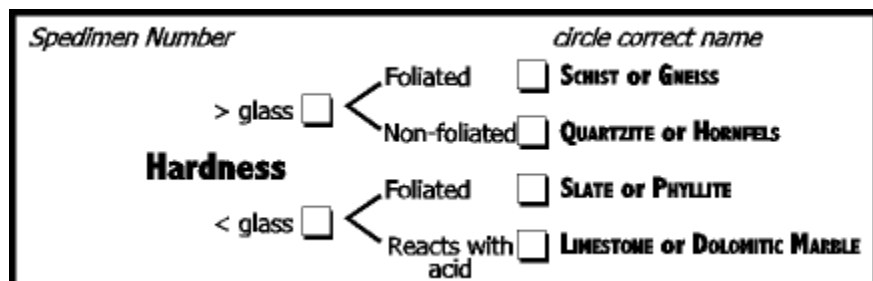 Spedimen Number circle correct name
Foliated SCHIST or GNEISS
> glass
Non-foliated QUARTZITE or HORNFELS
Hardness
Foliated SLATE or PHYLLITE
< glass
Reacts with LIMESTONE or DOLOMITIC MARBLE
acid